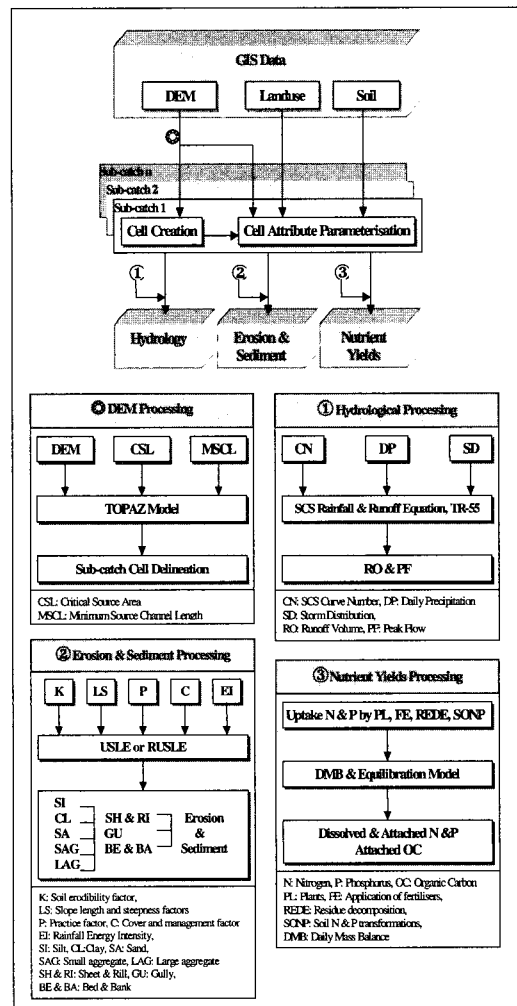 GIS Data
DEM Landuse Soil
Sub-catch n
Sub-catch 2
Sub-catch 1
Cell Creation Cell Attribute Parameterisation
① ② ③
Hydrology Erosion & Sediment Nutrient Yields
DEM Processing
DEM CSL MSCL
TOPAZ Model
Sub-catch Cell Delineation
CSL: Critical Source Area
MSCL: Minimum Source Channel Length
① Hydrological Processing
CN DP SD
SCS Rainfall & Runoff Equation, TR-55
RO & PF
CN: SCS Curve Number, DP: Daily Precipitation
SD: Storm Distribution,
RO: Runoff Volume, PF: Peak Flow
② Erosion & Sediment Processing
K LS P C EI
USLE or RUSLE
SI
CL SH & RI Erosion
SA GU &
SAG BE & BA Sediment
LAG
K: Soil erodibility factor,
LS: Slope length and steepness factors
P: Practice factor, C: Cover and management factor
EI: Rainfall Energy Intensity,
SI: Silt, CL:Clay, SA: Sand,
SAG: Small aggregate, LAG: Large aggregate
SH & RI: Sheet & Rill, GU: Gully,
BE & BA: Bed & Bank
③ Nutrient Yields Processing
Uptake N & P by PL, FE, REDE, SONP
DMB & Equilibration Model
Dissolved & Attached N &P
Attached OC
N: Nitrogen, P: Phosphorus, OC: Organic Carbon
PL: Plants, FE: Application of fertilisers,
REDE: Residue decomposition,
SONP: Soil N & P transformations,
DMB: Daily Mass Balance